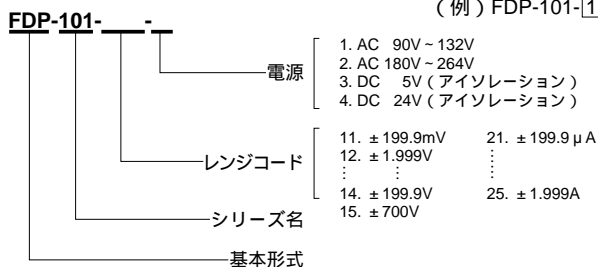 (例)FDP-101-1
FDP-101-   -
電源
1. AC 90V~132V
2. AC 180V~264V
3. DC 5V(アイソレーション)
4. DC 24V(アイソレーション)
レンジコード
11. ±199.9mV 21. ±199.9μA
12. ±1.999V ⋮
⋮ ⋮ ⋮
14. ±199.9V 25. ±1.999A
15. ±700V
シリーズ名
基本形式